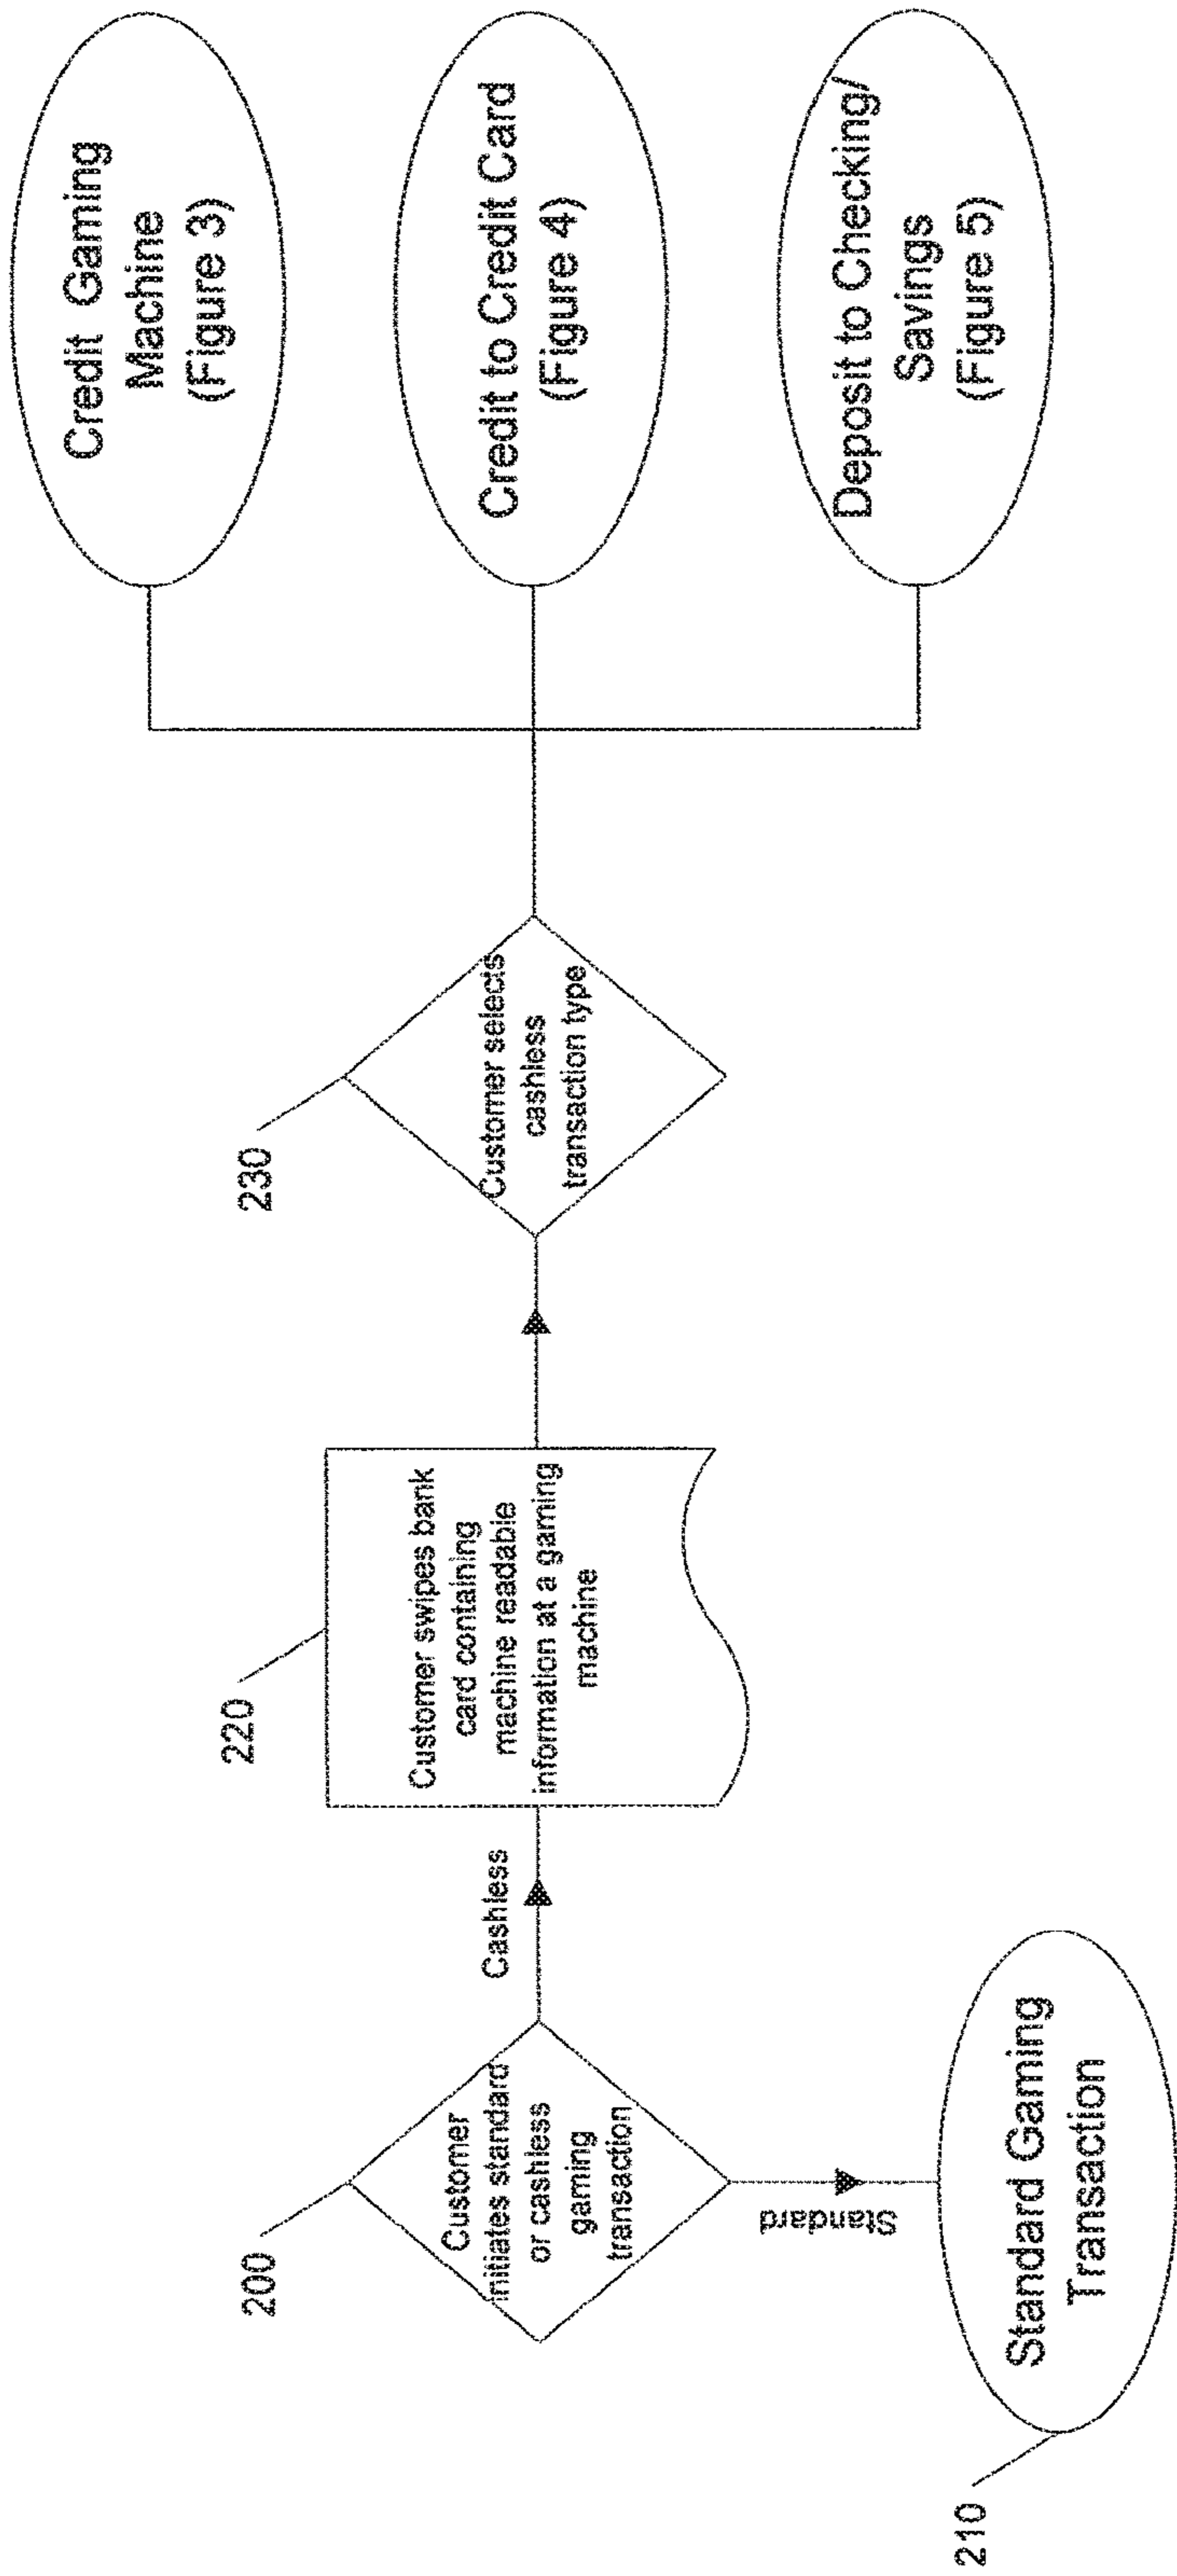 200
Customer
initiates standard
or cashless
gaming
transaction
Standard
210
Standard Gaming
Transaction
Cashless
220
Customer swipes bank
card containing
machine readable
information at a gaming
machine
230
Customer selects
cashless
transaction type
Credit Gaming
Machine
(Figure 3)
Credit to Credit Card
(Figure 4)
Deposit to Checking/
Savings
(Figure 5)